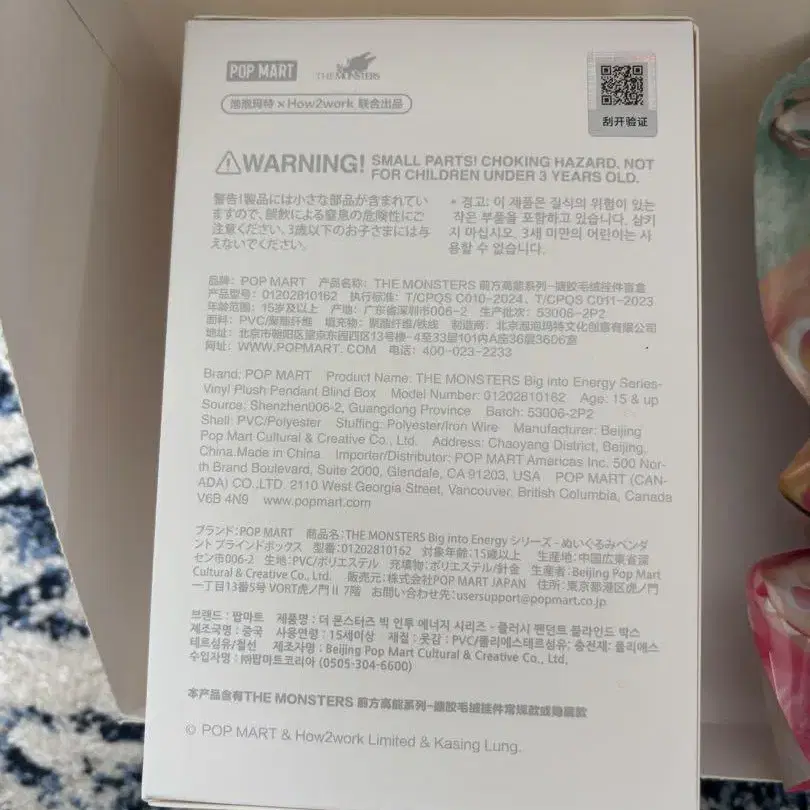 POP MART THE MONSTERS
泡泡玛特 × How2work 联合出品
刮开验证
WARNING! SMALL PARTS! CHOKING HAZARD. NOT
FOR CHILDREN UNDER 3 YEARS OLD.
警告!製品には小さな部品が含まれてい
ますので、誤飲による窒息の危険性にご
注意ください。3歳以下のお子さまには与
えないでください。
* 경고: 이 제품은 질식의 위험이 있는
작은 부품을 포함하고 있습니다. 삼키
지 마십시오. 3세 미만의 어린이는 사
용할 수 없습니다.
品牌: POP MART 产品名称: THE MONSTERS 前方高能系列-搪胶毛绒挂件盲盒
产品型号: 01202810162 执行标准: T/CPQS C010-2024、T/CPQS C011-2023
年龄范围: 15岁及以上 产地: 广东省深圳市006-2 生产批次: 53006-2P2
面料: PVC/聚酯纤维 填充物: 聚酯纤维/铁线 制造商: 北京泡泡玛特文化创意有限公司
地址: 北京市朝阳区望京东园四区13号楼-4至33层101内A座36层3606室
网址: WWW.POPMART.COM 电话: 400-023-2233
Brand: POP MART Product Name: THE MONSTERS Big into Energy Series-
Vinyl Plush Pendant Blind Box Model Number: 01202810162 Age: 15 & up
Source: Shenzhen006-2, Guangdong Province Batch: 53006-2P2
Shell: PVC/Polyester Stuffing: Polyester/Iron Wire Manufacturer: Beijing
Pop Mart Cultural & Creative Co., Ltd. Address: Chaoyang District, Beijing,
China.Made in China Importer/Distributor: POP MART Americas Inc. 500 Nor-
th Brand Boulevard, Suite 2000, Glendale, CA 91203, USA POP MART (CAN-
ADA) CO.,LTD. 2110 West Georgia Street, Vancouver, British Columbia, Canada
V6B 4N9 www.popmart.com
ブランド:POP MART 商品名:THE MONSTERS Big into Energy シリーズ - ぬいぐるみペンダ
ント ブラインドボックス 型番:01202810162 対象年齢:15歳以上 生産地:中国広東省深
セン市006-2 生地:PVC/ポリエステル 充填物:ポリエステル/針金 生産者:Beijing Pop Mart
Cultural & Creative Co., Ltd. 販売元:株式会社POP MART JAPAN 住所:東京都港区虎ノ門
一丁目13番5号 VORT虎ノ門Ⅱ 7階 お問い合わせ先:usersupport@popmart.co.jp
브랜드 : 팝마트 제품명 : 더 몬스터즈 빅 인투 에너지 시리즈 - 플러시 펜던트 블라인드 박스
제조국명 : 중국 사용연령 : 15세이상 재질 : 옷감 : PVC/폴리에스테르섬유; 충전재: 폴리에스
테르섬유/철선 제조자명 : Beijing Pop Mart Cultural & Creative Co., Ltd.
수입자명 : ㈜팝마트코리아 (0505-304-6600)
本产品含有THE MONSTERS 前方高能系列-搪胶毛绒挂件常规款或隐藏款
© POP MART & How2work Limited & Kasing Lung.